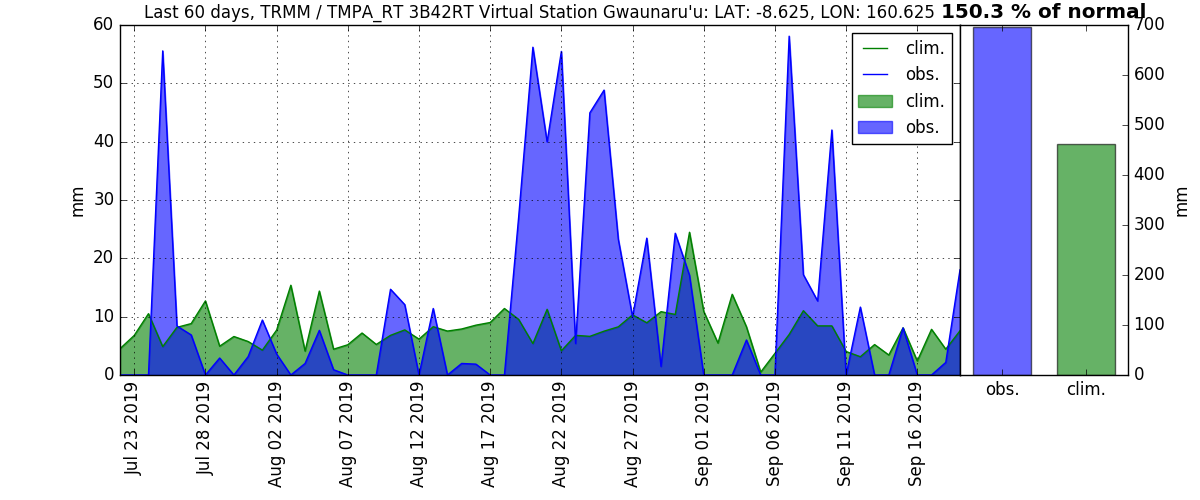 Last 60 days, TRMM / TMPA_RT 3B42RT Virtual Station Gwaunaru'u: LAT: -8.625, LON: 160.625 150.3 % of normal
60
50
40
30
20
10
0
mm
clim.
obs.
clim.
obs.
700
600
500
400
300
200
100
0
mm
obs.
clim.
Jul 23 2019
Jul 28 2019
Aug 02 2019
Aug 07 2019
Aug 12 2019
Aug 17 2019
Aug 22 2019
Aug 27 2019
Sep 01 2019
Sep 06 2019
Sep 11 2019
Sep 16 2019